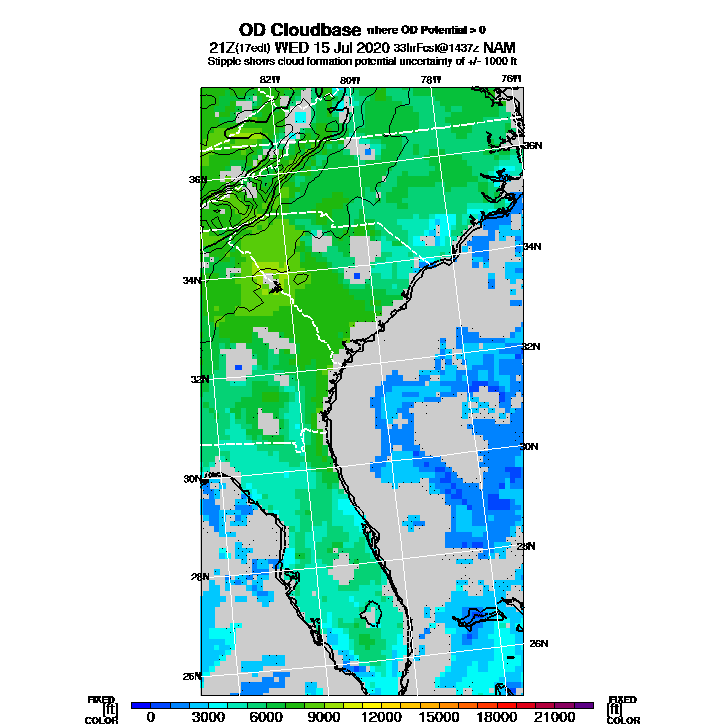 OD Cloudbase where OD Potential > 0
21Z(17edt) WED 15 Jul 2020 33hrFcst@1437z NAM
Stipple shows cloud formation potential uncertainty of +/- 1000 ft
82W 80W 78W 76W
36N
36N
34N
34N
32N
32N
30N
30N
28N
28N
26N
26N
FIXED FIXED
[ft] 0 3000 6000 9000 12000 15000 18000 21000 [ft]
COLOR COLOR